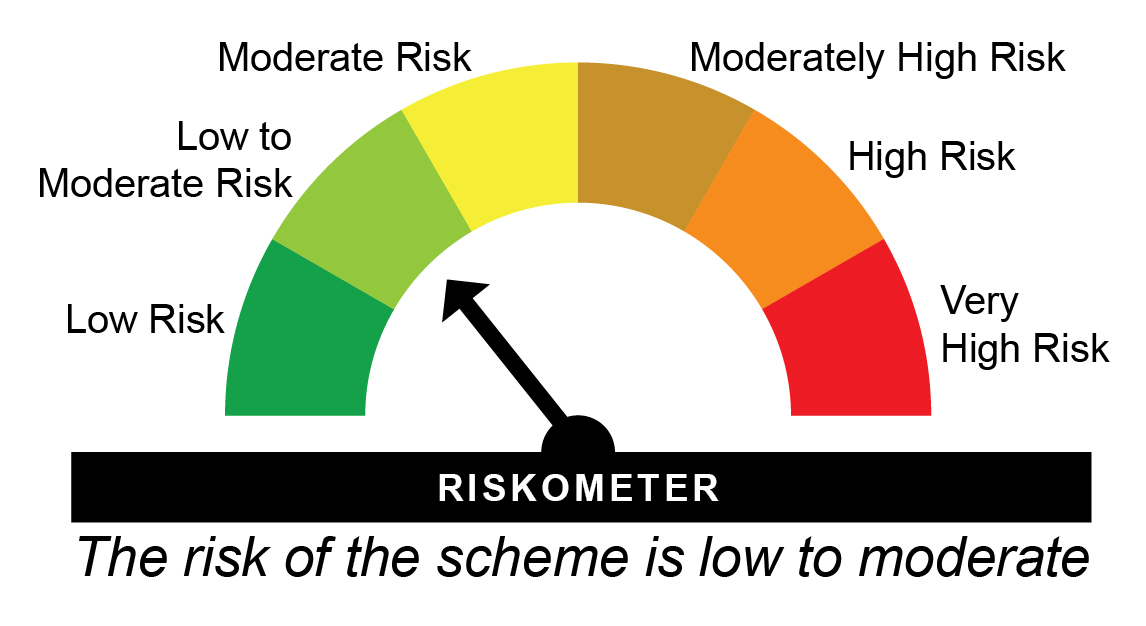 Moderate Risk
Moderately High Risk
Low to
Moderate Risk
High Risk
Low Risk
Very
High Risk
RISKOMETER
The risk of the scheme is low to moderate